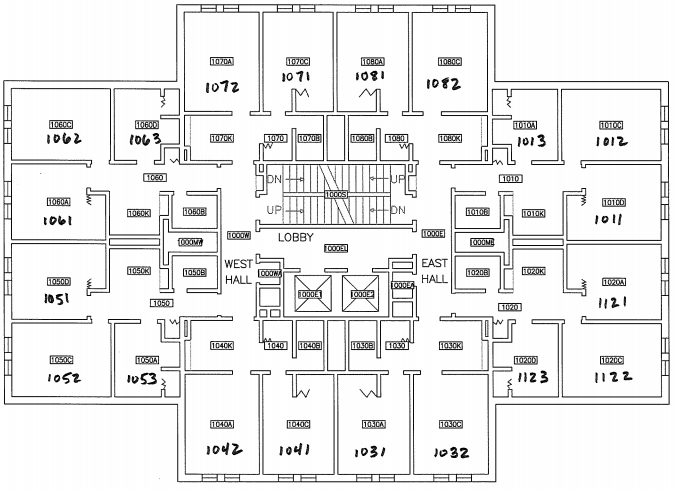 1070A 1070C 1080A 1080C
1072 1071 1081 1082
1060C 1060D 1010A 1010C
1062 1063 1013 1012
1070K 1070 1070B 1080B 1080 1080K
1060 1010
DN UP
1000S
1060A 1010D
1061 1011
1060K 1060B 1010B 1010K
UP DN
1000W LOBBY 1000E
1000MW 1000EL 1000ME
1050K 1050B WEST HALL 1000WA EAST HALL 1020B 1020K
1050D 1000EA 1020A
1051 1000E1 1000E2 1121
1050 1020
1040K 1040 1040B 1030B 1030 1030K
1050C 1050A 1020D 1020C
1052 1053 1123 1122
1040A 1040C 1030A 1030C
1042 1041 1031 1032